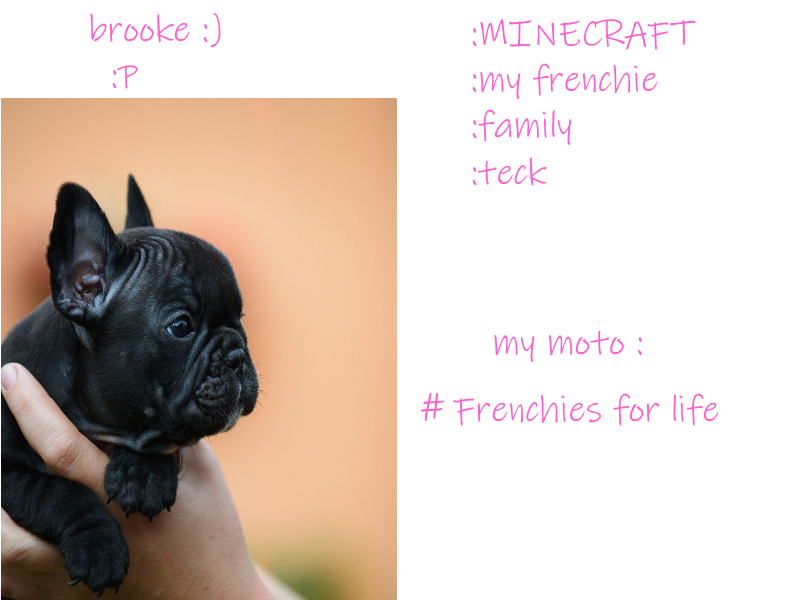 brooke :)
:P
:MINECRAFT
:my frenchie
:family
:teck
my moto :
# Frenchies for life